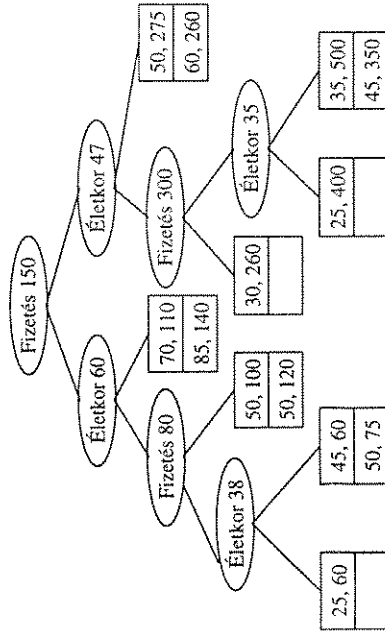 Fizetés 150
Életkor 60
Életkor 47
Fizetés 80
70, 110
85, 140
Fizetés 300
50, 275
60, 260
Életkor 38
50, 100
50, 120
30, 260
Életkor 35
25, 60
45, 60
50, 75
25, 400
35, 500
45, 350